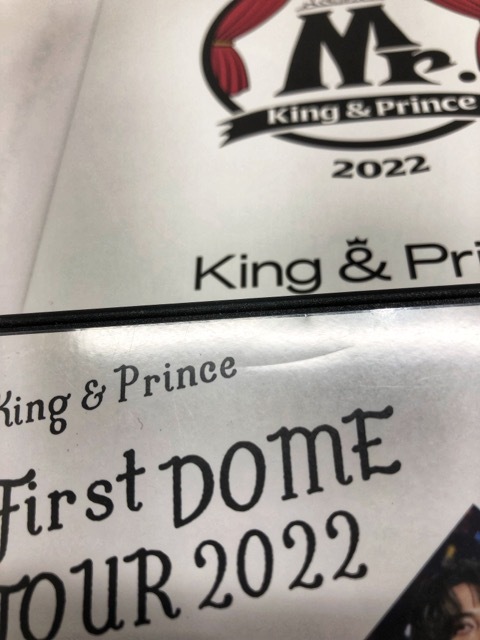 Mr.
King & Prince
2022
King & Pri
King & Prince
First DOME
TOUR 2022